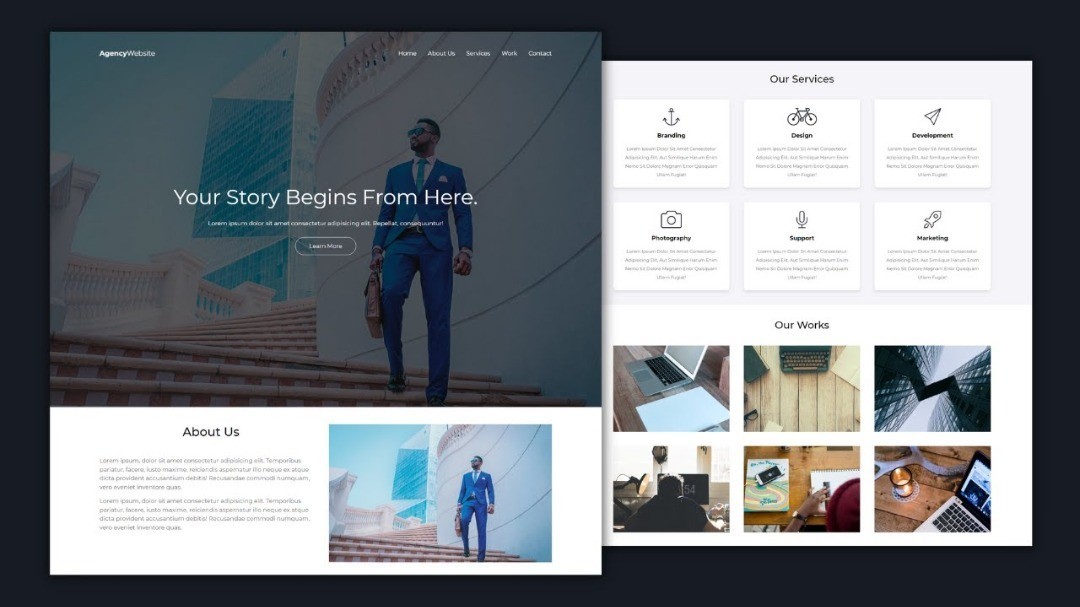 AgencyWebsite
Home About Us Services Work Contact
Your Story Begins From Here.
Lorem ipsum dolor sit amet consectetur adipisicing elit. Repellat, consequuntur!
Learn More
About Us
Lorem ipsum, dolor sit amet consectetur adipisicing elit. Temporibus
pariatur, facere, iusto maxime, reiciendis aspernatur illo neque ex atque
dicta provident accusantium debitis! Recusandae commodi numquam,
vero eveniet inventore quas.
Lorem ipsum, dolor sit amet consectetur adipisicing elit. Temporibus
pariatur, facere, iusto maxime, reiciendis aspernatur illo neque ex atque
dicta provident accusantium debitis! Recusandae commodi numquam,
vero eveniet inventore quas.
Our Services
Branding
Lorem Ipsum Dolor Sit Amet Consectetur
Adipisicing Elit. Aut Similique Harum Enim
Nemo Sit Dolore Magnam Error Quisquam
Ullam Fugiat!
Design
Lorem Ipsum Dolor Sit Amet Consectetur
Adipisicing Elit. Aut Similique Harum Enim
Nemo Sit Dolore Magnam Error Quisquam
Ullam Fugiat!
Development
Lorem Ipsum Dolor Sit Amet Consectetur
Adipisicing Elit. Aut Similique Harum Enim
Nemo Sit Dolore Magnam Error Quisquam
Ullam Fugiat!
Photography
Lorem Ipsum Dolor Sit Amet Consectetur
Adipisicing Elit. Aut Similique Harum Enim
Nemo Sit Dolore Magnam Error Quisquam
Ullam Fugiat!
Support
Lorem Ipsum Dolor Sit Amet Consectetur
Adipisicing Elit. Aut Similique Harum Enim
Nemo Sit Dolore Magnam Error Quisquam
Ullam Fugiat!
Marketing
Lorem Ipsum Dolor Sit Amet Consectetur
Adipisicing Elit. Aut Similique Harum Enim
Nemo Sit Dolore Magnam Error Quisquam
Ullam Fugiat!
Our Works
54